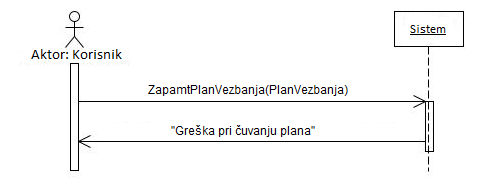 Sistem
Aktor: Korisnik
ZapamtPlanVezbanja(PlanVezbanja)
"Greška pri čuvanju plana"